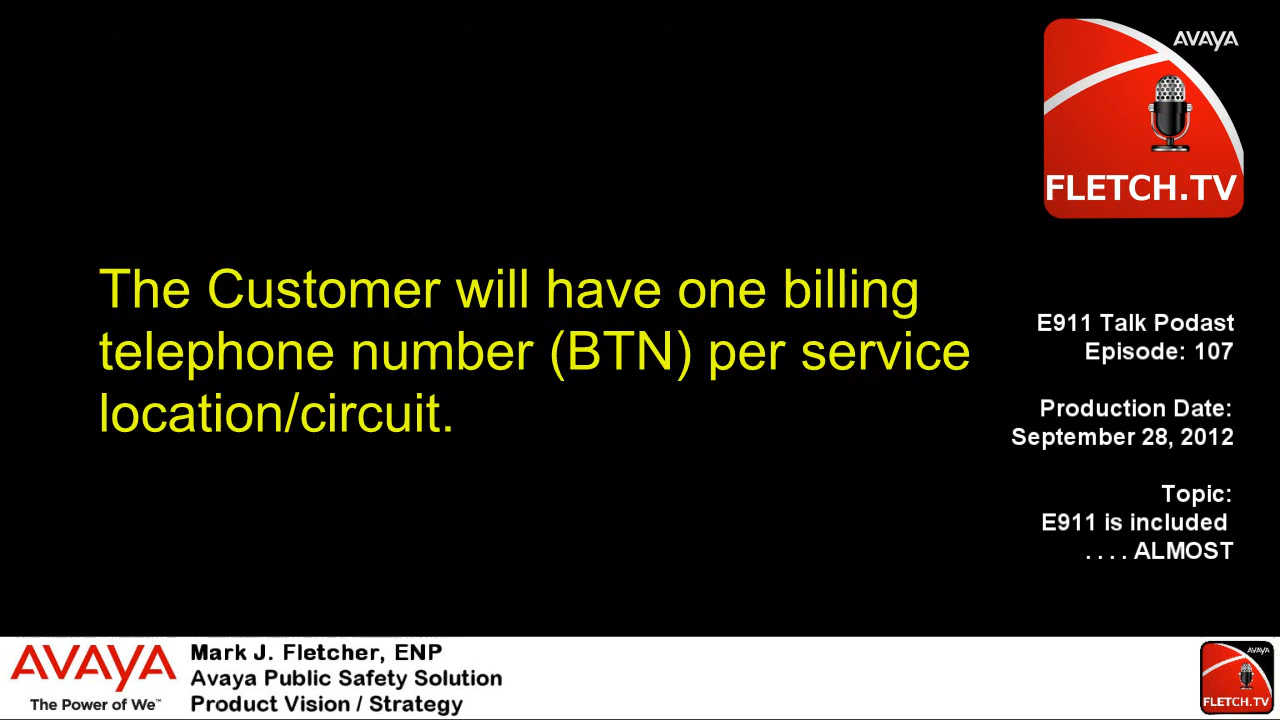 AVAYA
FLETCH.TV
The Customer will have one billing
telephone number (BTN) per service
location/circuit.
E911 Talk Podast
Episode: 107
Production Date:
September 28, 2012
Topic:
E911 is included
. . . . ALMOST
AVAYA
The Power of We™
Mark J. Fletcher, ENP
Avaya Public Safety Solution
Product Vision / Strategy
AVAYA
FLETCH.TV